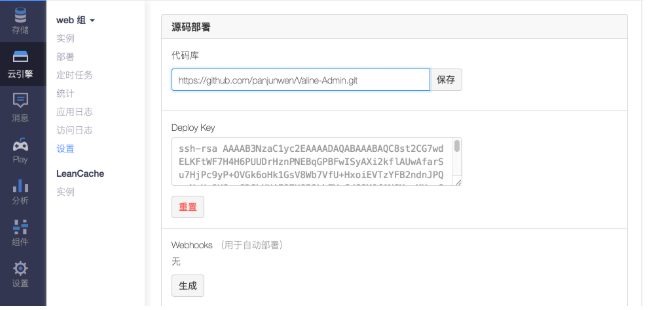 存储
云引擎
消息
Play
分析
组件
设置
web 组
实例
部署
定时任务
统计
应用日志
访问日志
设置
LeanCache
实例
源码部署
代码库
https://github.com/panjunwen/Valine-Admin.git
保存
Deploy Key
ssh-rsa AAAAB3NzaC1yc2EAAAADAQABAAABAQC8st2CG7wd
ELKFtWF7H4H6PUUDrHznPNEBqGPBFwISyAXi2kflAUwAfarS
u7HjPc9yP+OVGk6oHk1GsV8Wb7VfU+HxoiEVTzYFB2ndnJPQ
重置
Webhooks （用于自动部署）
无
生成